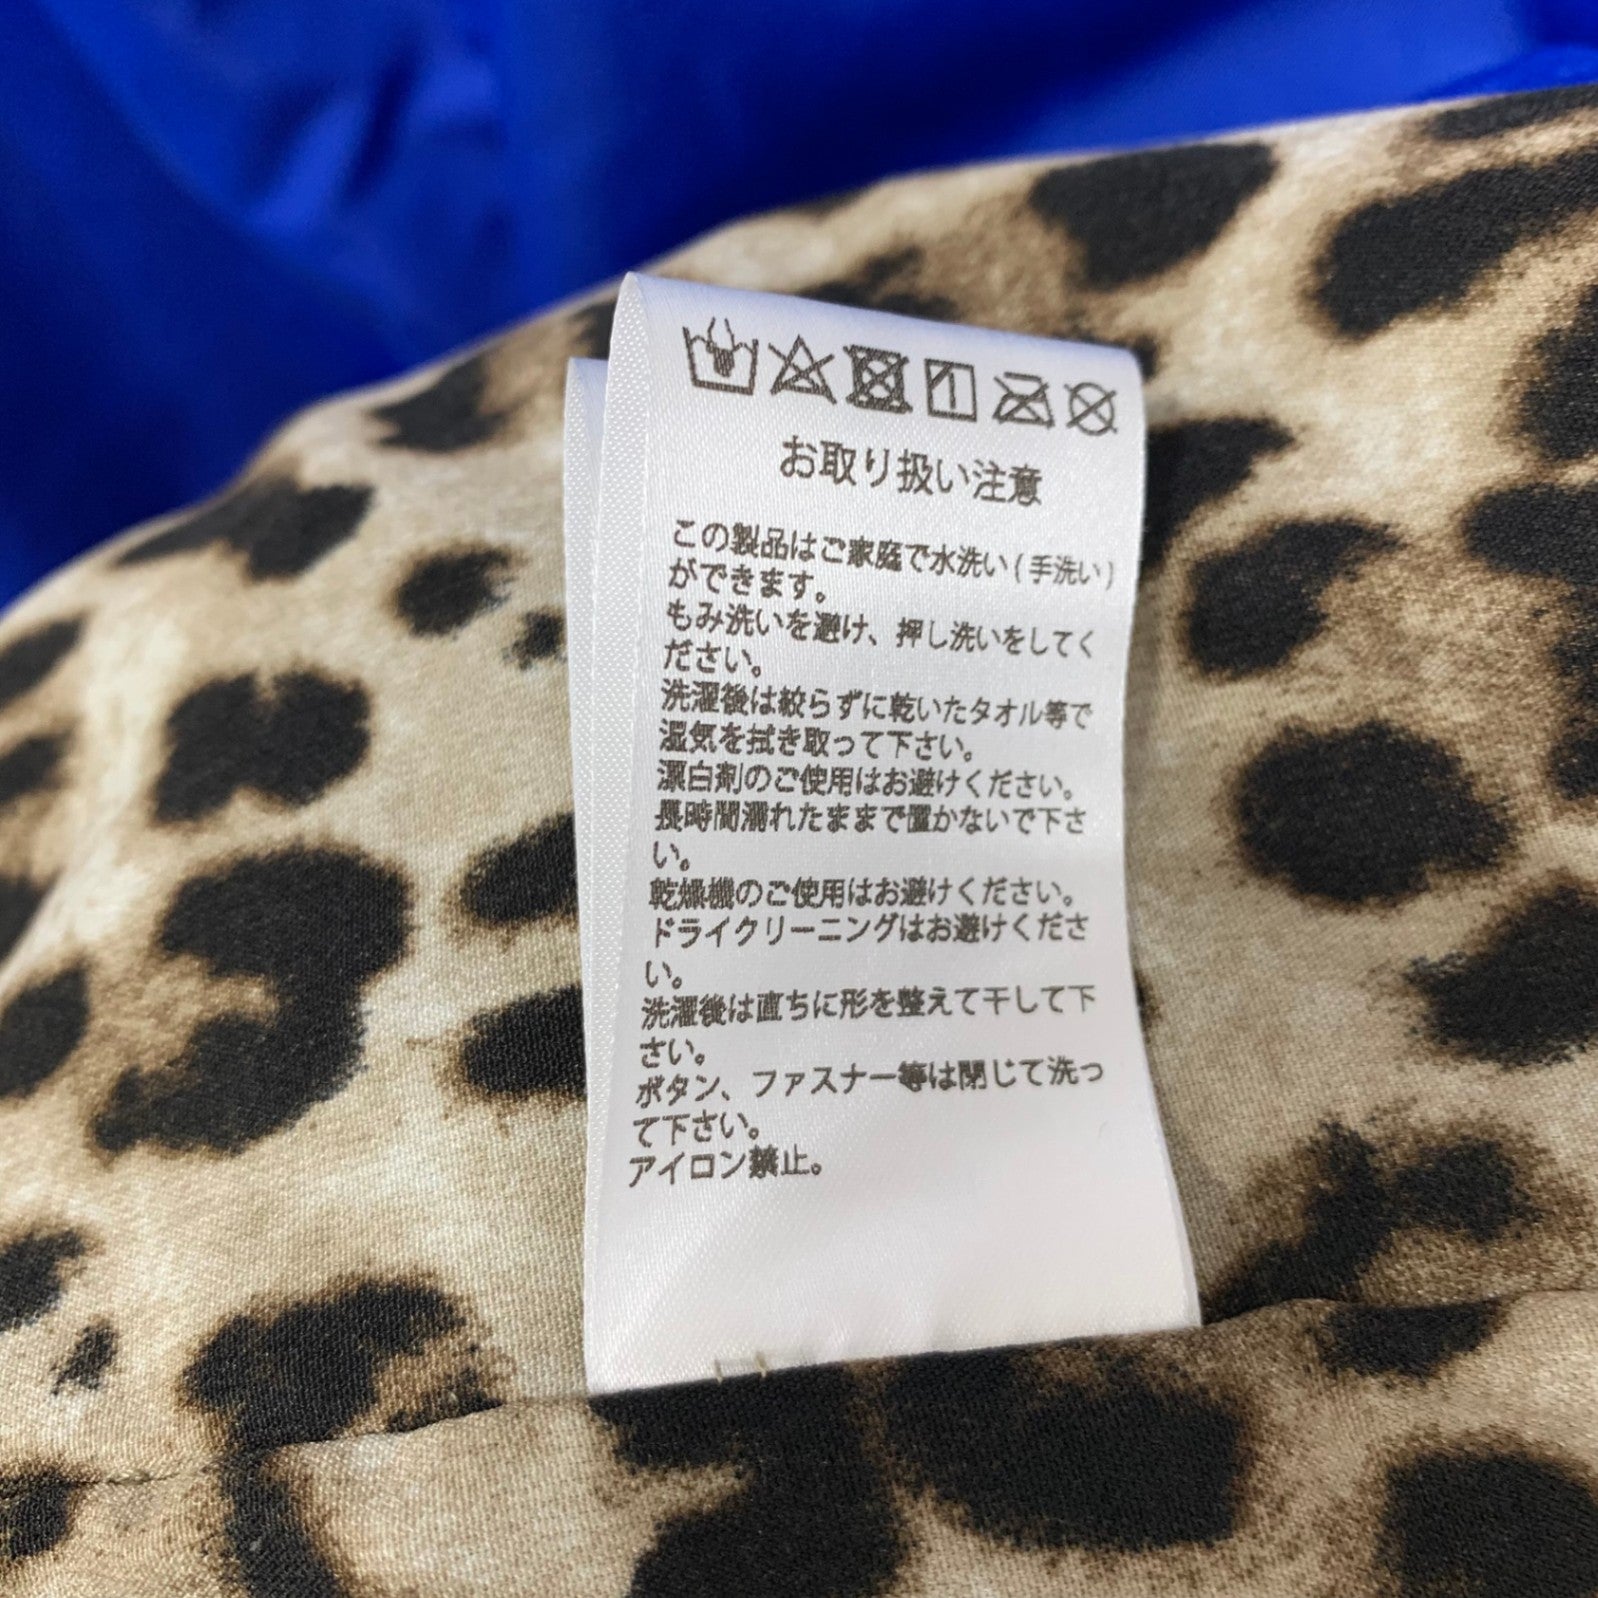 お取り扱い注意
この製品はご家庭で水洗い(手洗い)
ができます。
もみ洗いを避け、押し洗いをしてく
ださい。
洗濯後は絞らずに乾いたタオル等で
湿気を拭き取って下さい。
漂白剤のご使用はお避けください。
長時間濡れたままで置かないで下さ
い。
乾燥機のご使用はお避けください。
ドライクリーニングはお避けくださ
い。
洗濯後は直ちに形を整えて干して下
さい。
ボタン、ファスナー等は閉じて洗っ
て下さい。
アイロン禁止。